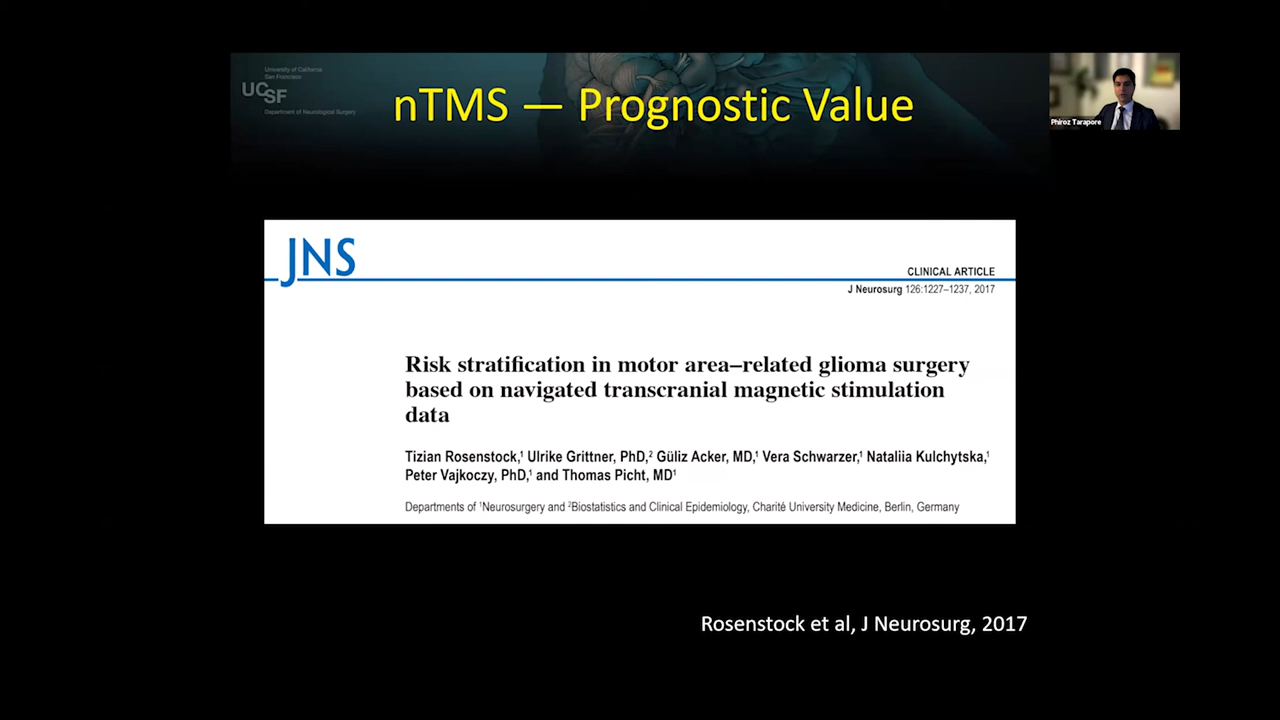 University of California
San Francisco
UCSF
Department of Neurological Surgery
nTMS — Prognostic Value
Phiroz Tarapore
JNS
CLINICAL ARTICLE
J Neurosurg 126:1227–1237, 2017
Risk stratification in motor area–related glioma surgery
based on navigated transcranial magnetic stimulation
data
Tizian Rosenstock,¹ Ulrike Grittner, PhD,² Güliz Acker, MD,¹ Vera Schwarzer,¹ Nataliia Kulchytska,¹
Peter Vajkoczy, PhD,¹ and Thomas Picht, MD¹
Departments of ¹Neurosurgery and ²Biostatistics and Clinical Epidemiology, Charité University Medicine, Berlin, Germany
Rosenstock et al, J Neurosurg, 2017